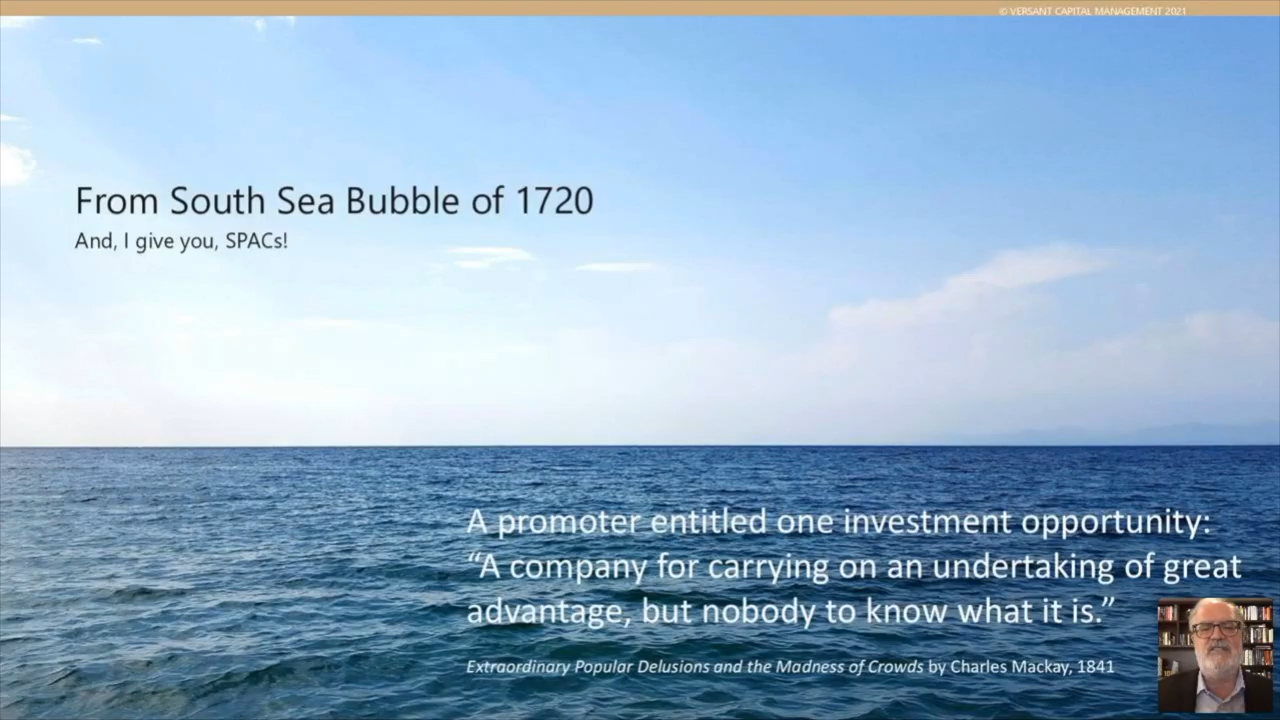 © VERSANT CAPITAL MANAGEMENT 2021
From South Sea Bubble of 1720
And, I give you, SPACs!
A promoter entitled one investment opportunity:
“A company for carrying on an undertaking of great
advantage, but nobody to know what it is.”
Extraordinary Popular Delusions and the Madness of Crowds by Charles Mackay, 1841